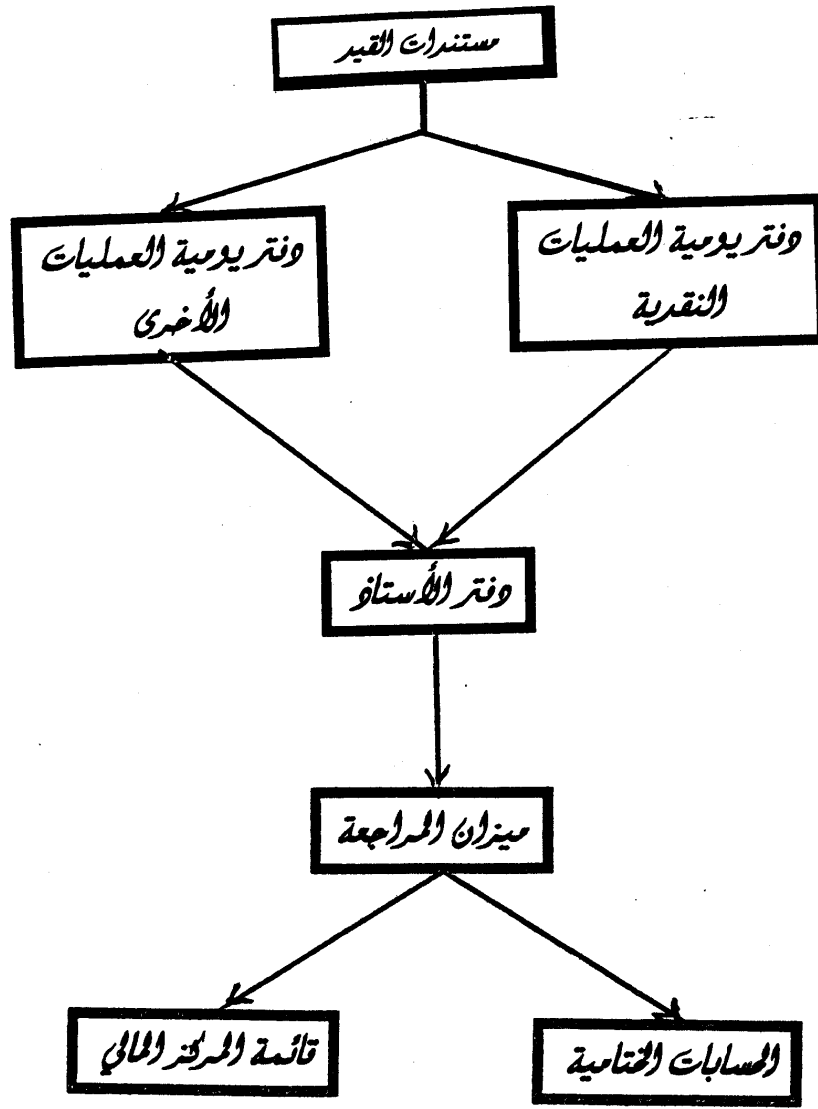 مستندات القيد
دفتر يومية العمليات
النقدية
دفتر يومية العمليات
الأخرى
دفتر الأستاذ
ميزان المراجعة
الحسابات الختامية
قائمة المركز المالي